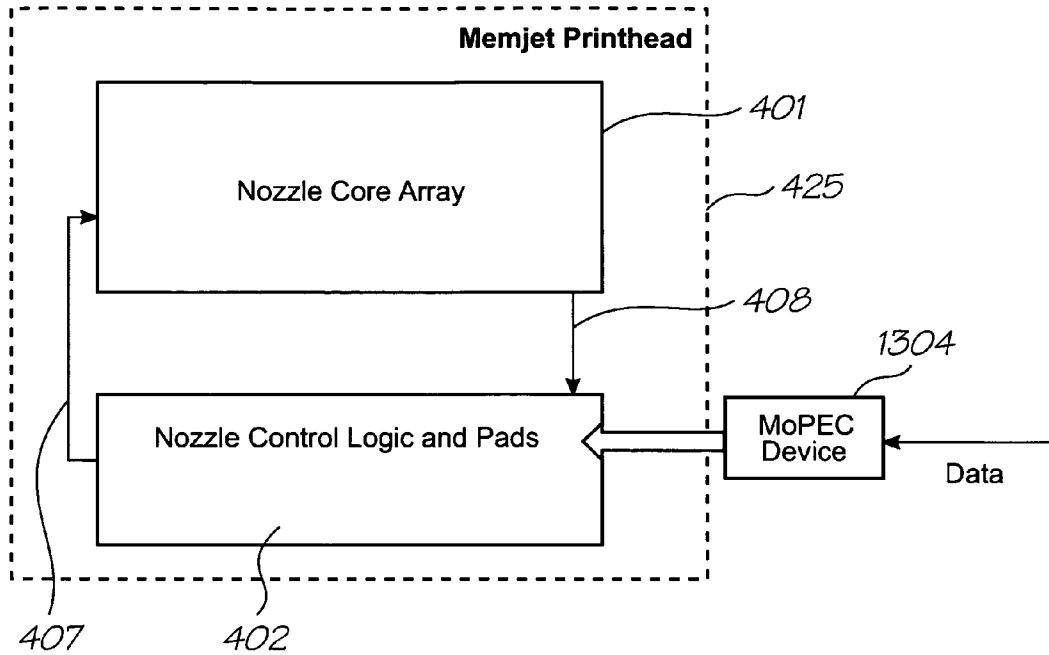 Memjet Printhead
401
Nozzle Core Array
425
408
1304
Nozzle Control Logic and Pads
MoPEC
Device
Data
407
402